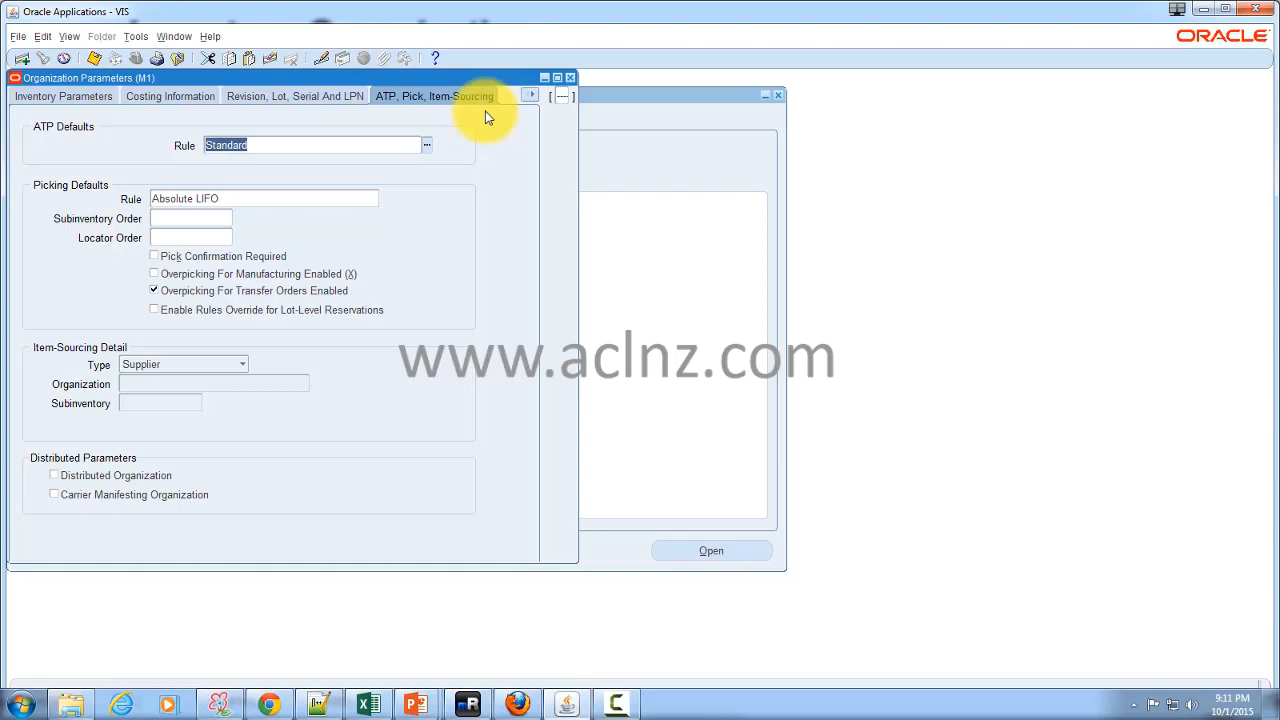 Oracle Applications - VIS
File Edit View Folder Tools Window Help
ORACLE
Organization Parameters (M1)
Inventory Parameters Costing Information Revision, Lot, Serial And LPN ATP, Pick, Item-Sourcing
ATP Defaults
Rule Standard
Picking Defaults
Rule Absolute LIFO
Subinventory Order
Locator Order
Pick Confirmation Required
Overpicking For Manufacturing Enabled (X)
Overpicking For Transfer Orders Enabled
Enable Rules Override for Lot-Level Reservations
Item-Sourcing Detail
Type Supplier
www.aclnz.com
Organization
Subinventory
Distributed Parameters
Distributed Organization
Carrier Manifesting Organization
Open
9:11 PM
10/1/2015